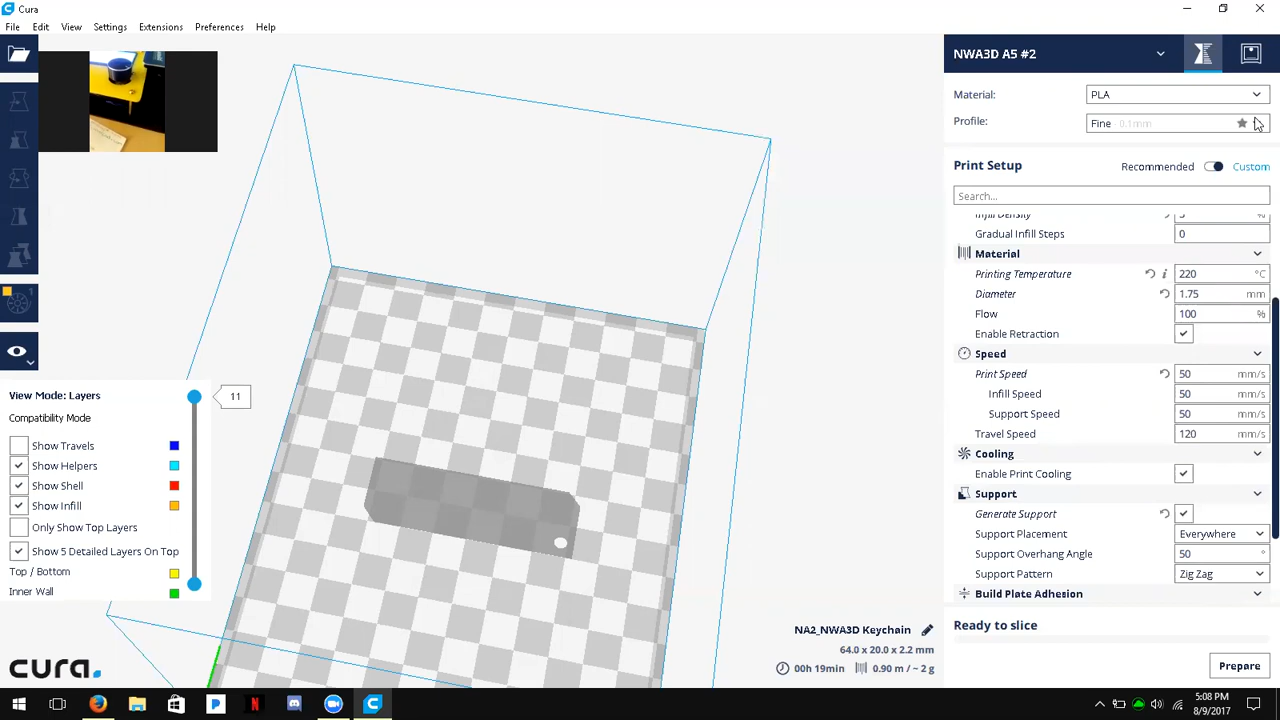 Cura
File Edit View Settings Extensions Preferences Help
NWA3D A5 #2
Material: PLA
Profile: Fine - 0.1mm
Print Setup Recommended Custom
Search...
Infill Density 5 %
Gradual Infill Steps 0
Material
Printing Temperature i 220 °C
Diameter 1.75 mm
Flow 100 %
Enable Retraction
Speed
Print Speed 50 mm/s
Infill Speed 50 mm/s
Support Speed 50 mm/s
Travel Speed 120 mm/s
Cooling
Enable Print Cooling
Support
Generate Support
Support Placement Everywhere
Support Overhang Angle 50 °
Support Pattern Zig Zag
Build Plate Adhesion
Ready to slice
Prepare
View Mode: Layers 11
Compatibility Mode
Show Travels
Show Helpers
Show Shell
Show Infill
Only Show Top Layers
Show 5 Detailed Layers On Top
Top / Bottom
Inner Wall
NA2_NWA3D Keychain
64.0 x 20.0 x 2.2 mm
00h 19min 0.90 m / ~ 2 g
cura.
5:08 PM
8/9/2017